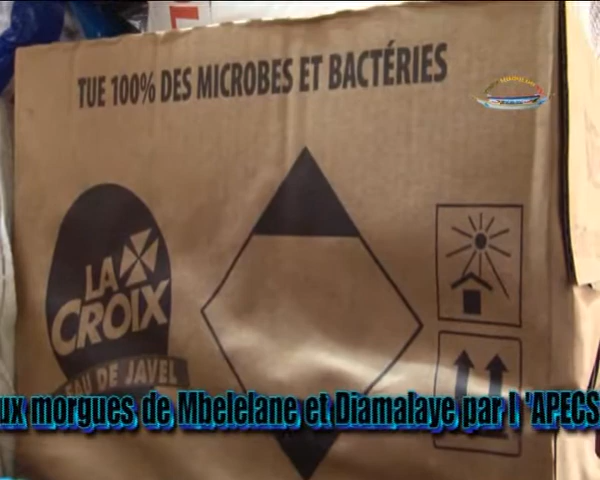 TUE 100% DES MICROBES ET BACTÉRIES
LA
CROIX
EAU DE JAVEL
ux morgues de Mbelelane et Diamalaye par l 'APECS